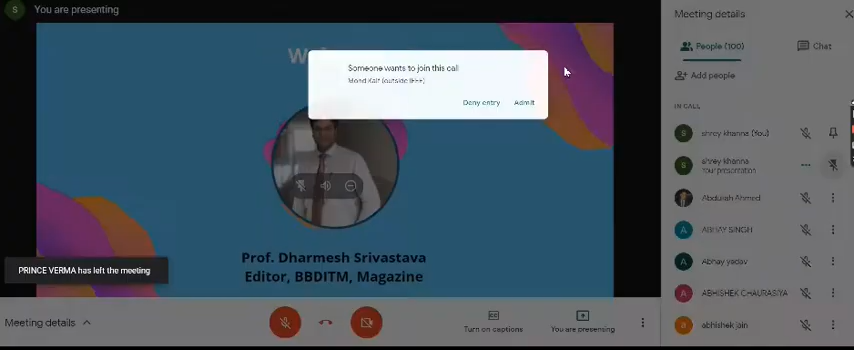 S
You are presenting
Meeting details
People (100)
Chat
Add people
Someone wants to join this call
Deny entry
Admit
IN CALL
S
shrey khanna (You)
S
shrey khanna
Your presentation
Abdullah Ahmed
A
ABHAY SINGH
A
Abhay yadav
A
ABHISHEK CHAURASIYA
a
abhishek jain
Prof. Dharmesh Srivastava
Editor, BBDITM, Magazine
PRINCE VERMA has left the meeting
Meeting details
Turn on captions
You are presenting